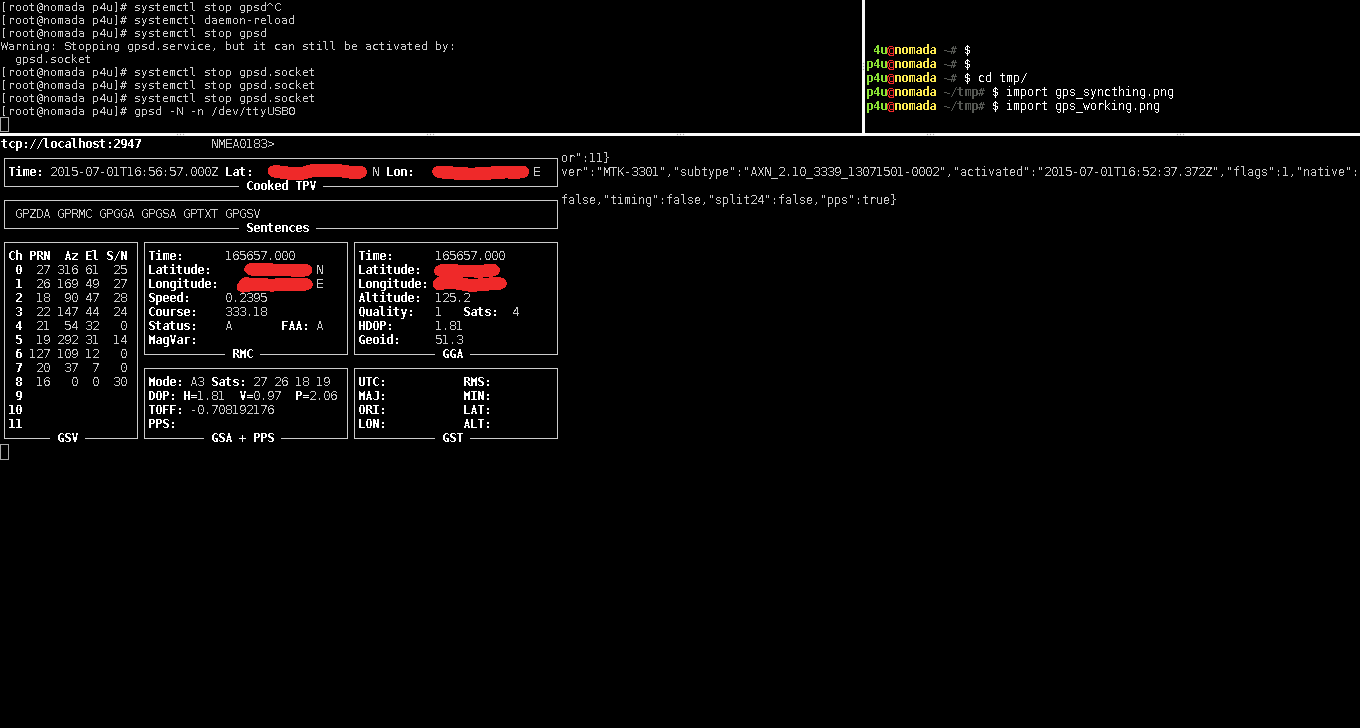 [root@nomada p4u]# systemctl stop gpsd^C
[root@nomada p4u]# systemctl daemon-reload
[root@nomada p4u]# systemctl stop gpsd
Warning: Stopping gpsd.service, but it can still be activated by:
  gpsd.socket
[root@nomada p4u]# systemctl stop gpsd.socket
[root@nomada p4u]# systemctl stop gpsd.socket
[root@nomada p4u]# systemctl stop gpsd.socket
[root@nomada p4u]# gpsd -N -n /dev/ttyUSB0
4u@nomada ~# $
p4u@nomada ~# $
p4u@nomada ~# $ cd tmp/
p4u@nomada ~/tmp# $ import gps_syncthing.png
p4u@nomada ~/tmp# $ import gps_working.png
tcp://localhost:2947 NMEA0183>
or":11}
ver":"MTK-3301","subtype":"AXN_2.10_3339_13071501-0002","activated":"2015-07-01T16:52:37.372Z","flags":1,"native":
false,"timing":false,"split24":false,"pps":true}
Time: 2015-07-01T16:56:57.000Z Lat: N Lon: E
Cooked TPV
GPZDA GPRMC GPGGA GPGSA GPTXT GPGSV
Sentences
Ch PRN Az El S/N
0 27 316 61 25
1 26 169 49 27
2 18 90 47 28
3 22 147 44 24
4 21 54 32 0
5 19 292 31 14
6 127 109 12 0
7 20 37 7 0
8 16 0 0 30
9
10
11
GSV
Time: 165657.000
Latitude: N
Longitude: E
Speed: 0.2395
Course: 333.18
Status: A FAA: A
MagVar:
RMC
Time: 165657.000
Latitude:
Longitude:
Altitude: 125.2
Quality: 1 Sats: 4
HDOP: 1.81
Geoid: 51.3
GGA
Mode: A3 Sats: 27 26 18 19
DOP: H=1.81 V=0.97 P=2.06
TOFF: -0.708192176
PPS:
GSA + PPS
UTC: RMS:
MAJ: MIN:
ORI: LAT:
LON: ALT:
GST